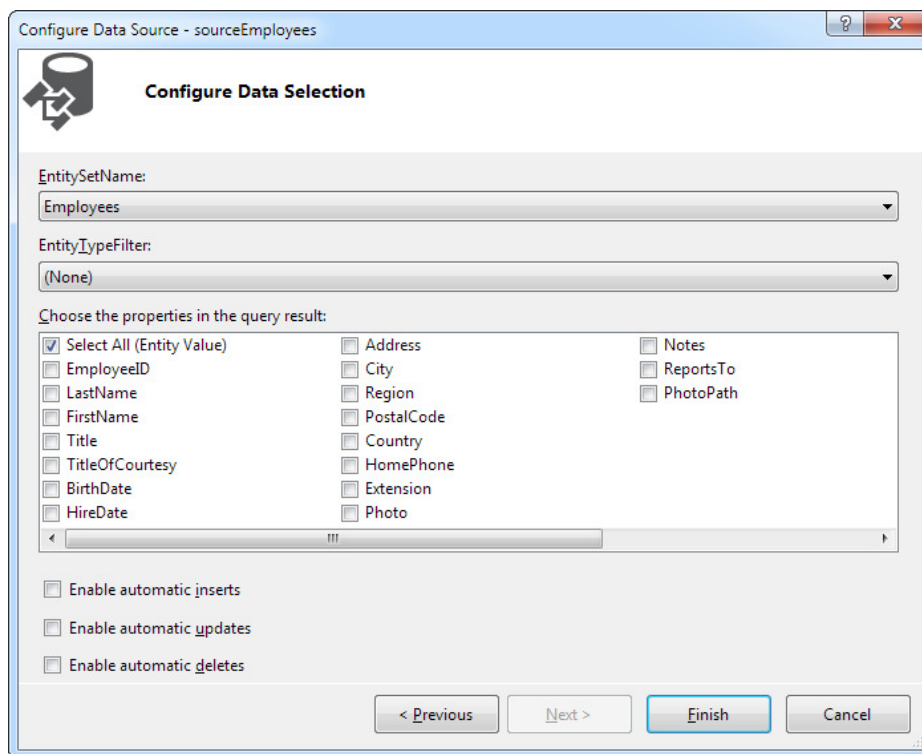 Configure Data Source - sourceEmployees
?
Configure Data Selection
EntitySetName:
Employees
EntityTypeFilter:
(None)
Choose the properties in the query result:
Select All (Entity Value)
EmployeeID
LastName
FirstName
Title
TitleOfCourtesy
BirthDate
HireDate
Address
City
Region
PostalCode
Country
HomePhone
Extension
Photo
Notes
ReportsTo
PhotoPath
Enable automatic inserts
Enable automatic updates
Enable automatic deletes
< Previous
Next >
Finish
Cancel